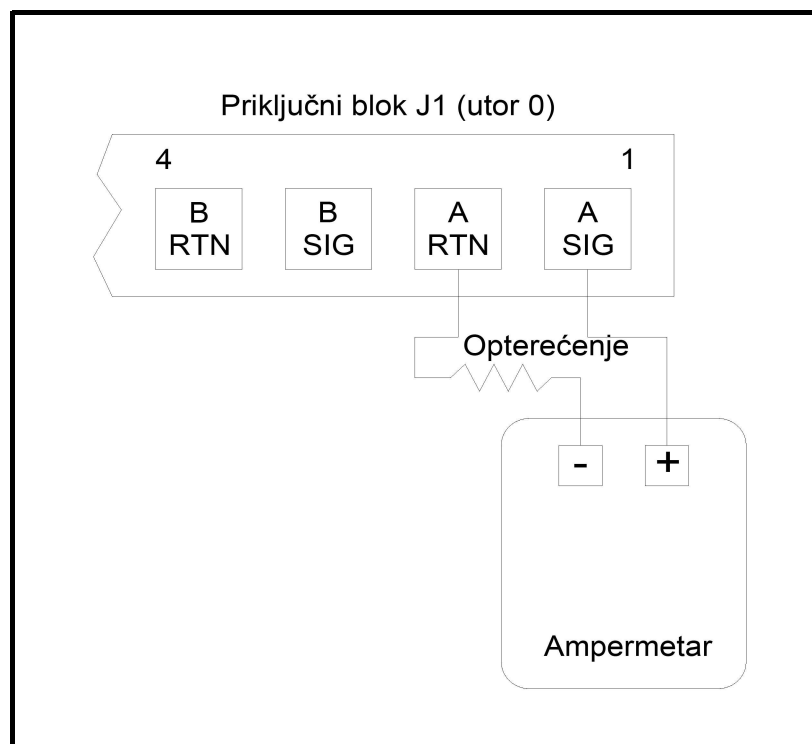 Priključni blok J1 (utor 0)
4
1
B
RTN
B
SIG
A
RTN
A
SIG
Opterećenje
-
+
Ampermetar